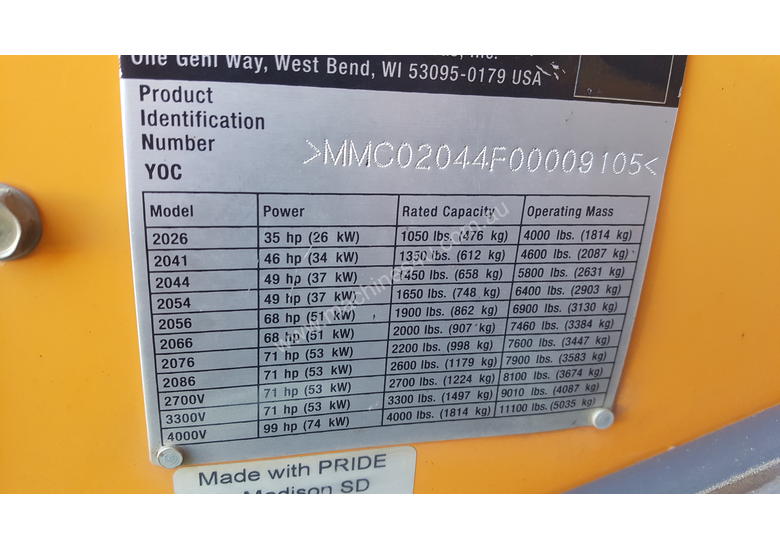 Inc.
One Gehl Way, West Bend, WI 53095-0179 USA
Product
Identification
Number >MMC02044F00009105<
YOC
Model Power Rated Capacity Operating Mass
2026 35 hp (26 kW) 1050 lbs. (476 kg) 4000 lbs. (1814 kg)
2041 46 hp (34 kW) 1350 lbs. (612 kg) 4600 lbs. (2087 kg)
2044 49 hp (37 kW) 1450 lbs. (658 kg) 5800 lbs. (2631 kg)
2054 49 hp (37 kW) 1650 lbs. (748 kg) 6400 lbs. (2903 kg)
2056 68 hp (51 kW) 1900 lbs. (862 kg) 6900 lbs. (3130 kg)
2066 68 hp (51 kW) 2000 lbs. (907 kg) 7460 lbs. (3384 kg)
2076 71 hp (53 kW) 2200 lbs. (998 kg) 7600 lbs. (3447 kg)
2086 71 hp (53 kW) 2600 lbs. (1179 kg) 7900 lbs. (3583 kg)
2700V 71 hp (53 kW) 2700 lbs. (1224 kg) 8100 lbs. (3674 kg)
3300V 71 hp (53 kW) 3300 lbs. (1497 kg) 9010 lbs. (4087 kg)
4000V 99 hp (74 kW) 4000 lbs. (1814 kg) 11100 lbs. (5035 kg)
Made with PRIDE
Madison SD